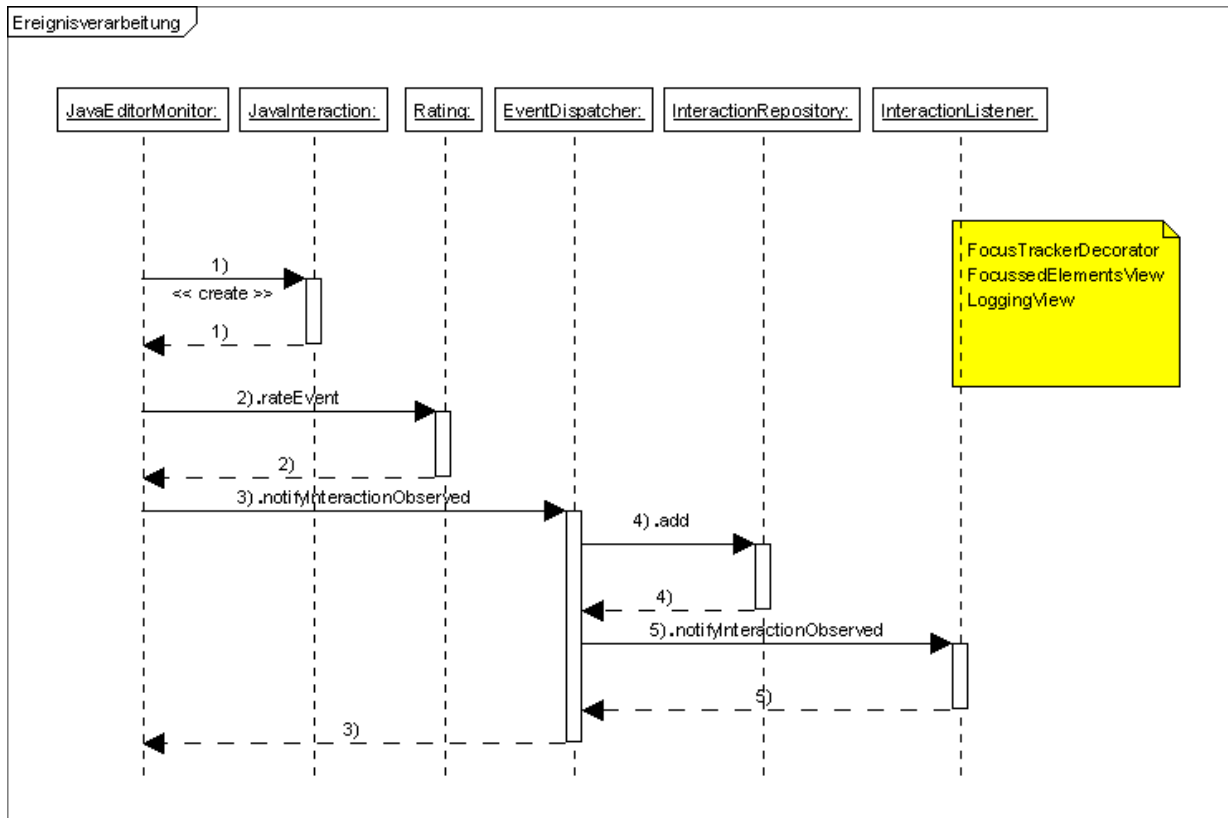 Ereignisverarbeitung
JavaEditorMonitor:
JavaInteraction:
Rating:
EventDispatcher:
InteractionRepository:
InteractionListener:
FocusTrackerDecorator
FocussedElementsView
LoggingView
1)
<< create >>
1)
2).rateEvent
2)
3).notifyInteractionObserved
4).add
4)
5).notifyInteractionObserved
5)
3)